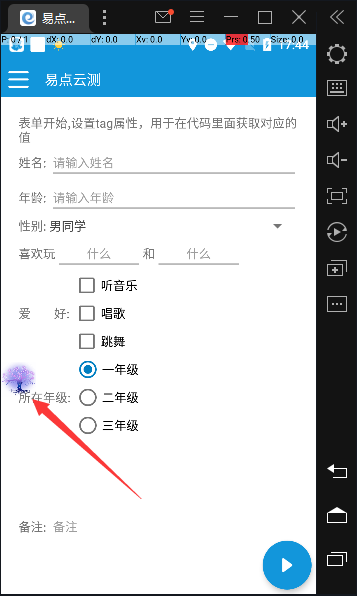 易点...
P: 0 / 1 dX: 0.0 dY: 0.0 Xv: 0.0 Yv: 0.0 Prs: 0.50 Size: 0.0
17:44
易点云测
表单开始,设置tag属性，用于在代码里面获取对应的
值
姓名: 请输入姓名
年龄: 请输入年龄
性别: 男同学
喜欢玩 什么 和 什么
听音乐
爱 好: 唱歌
跳舞
一年级
所在年级: 二年级
三年级
备注: 备注